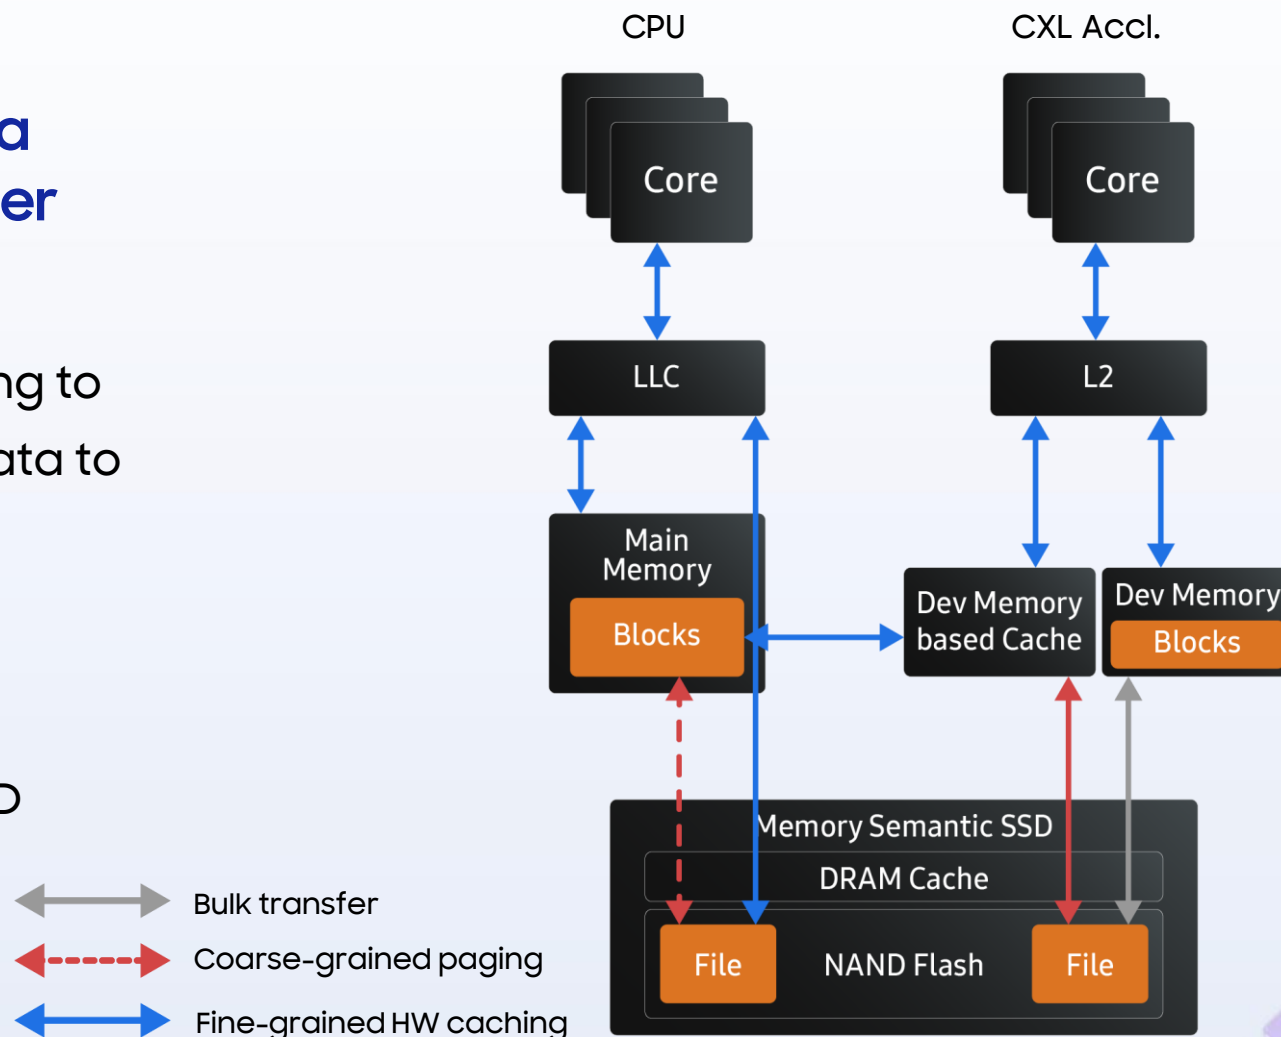 CPU
CXL Accl.
a
er
Core
Core
ng to
LLC
L2
ata to
Main
Memory
Blocks
Dev Memory
based Cache
Dev Memory
Blocks
D
Memory Semantic SSD
DRAM Cache
Bulk transfer
Coarse-grained paging
File
NAND Flash
File
Fine-grained HW caching